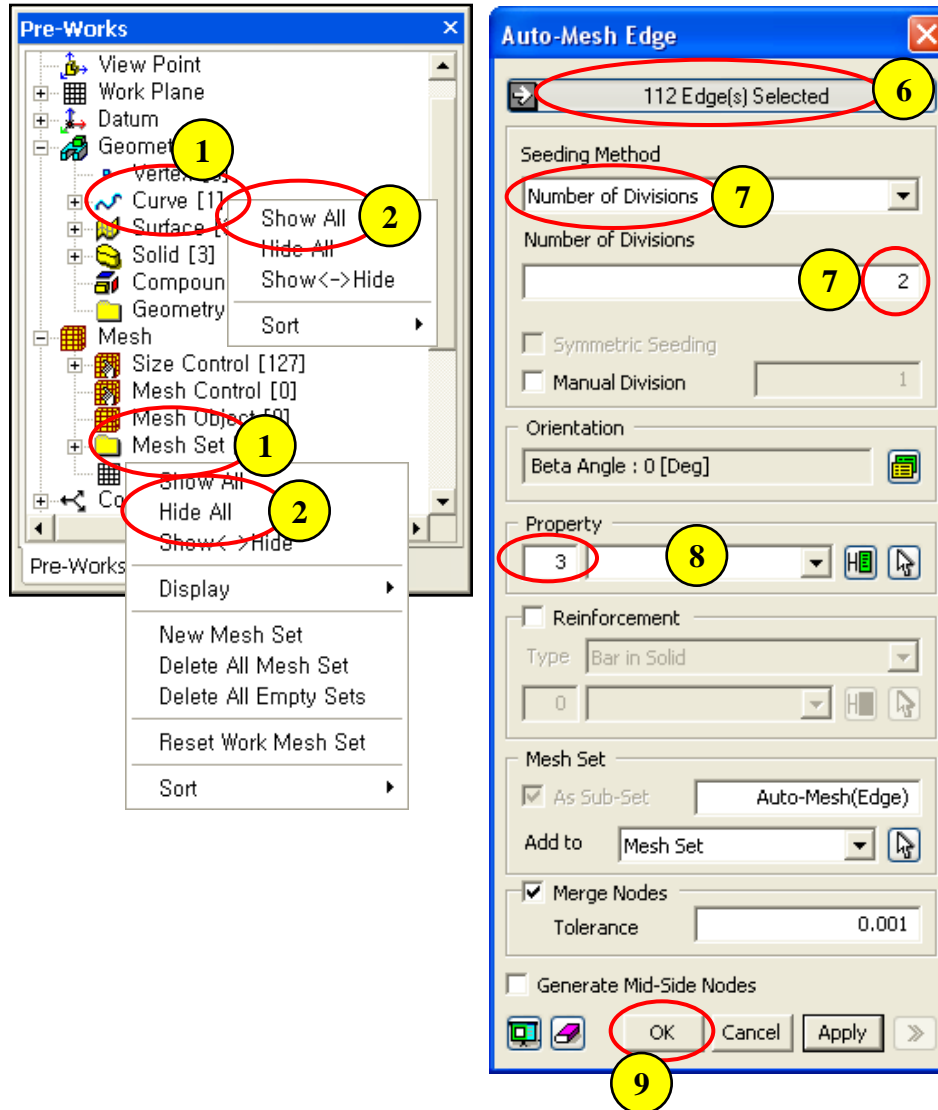 Pre-Works
View Point
Work Plane
Datum
Geomet
1
Vertex
Curve [1]
Surface
Solid [3]
Compoun
Geometry
Show All
2
Hide All
Show<->Hide
Sort
Mesh
Size Control [127]
Mesh Control [0]
Mesh Object [0]
Mesh Set
1
Co
Pre-Works
Show All
Hide All
2
Show<->Hide
Display
New Mesh Set
Delete All Mesh Set
Delete All Empty Sets
Reset Work Mesh Set
Sort
Auto-Mesh Edge
112 Edge(s) Selected
6
Seeding Method
Number of Divisions
7
Number of Divisions
7
2
Symmetric Seeding
Manual Division 1
Orientation
Beta Angle : 0 [Deg]
Property
3
8
Reinforcement
Type Bar in Solid
0
Mesh Set
As Sub-Set Auto-Mesh(Edge)
Add to Mesh Set
Merge Nodes
Tolerance 0.001
Generate Mid-Side Nodes
OK Cancel Apply
9